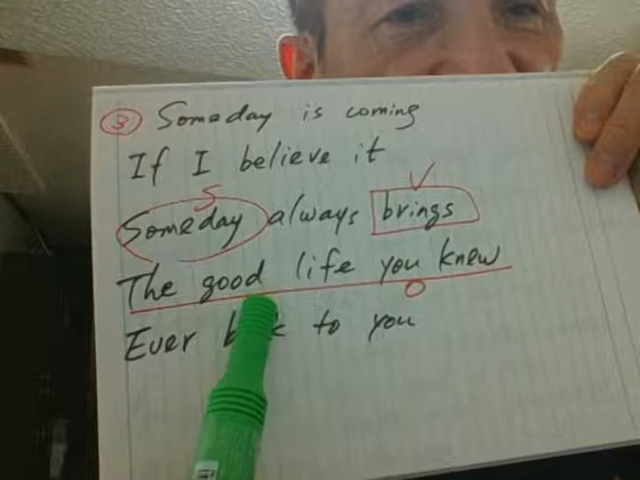 ③ Someday is coming
If I believe it
S V
Someday always brings
The good life you knew
O
Ever to you